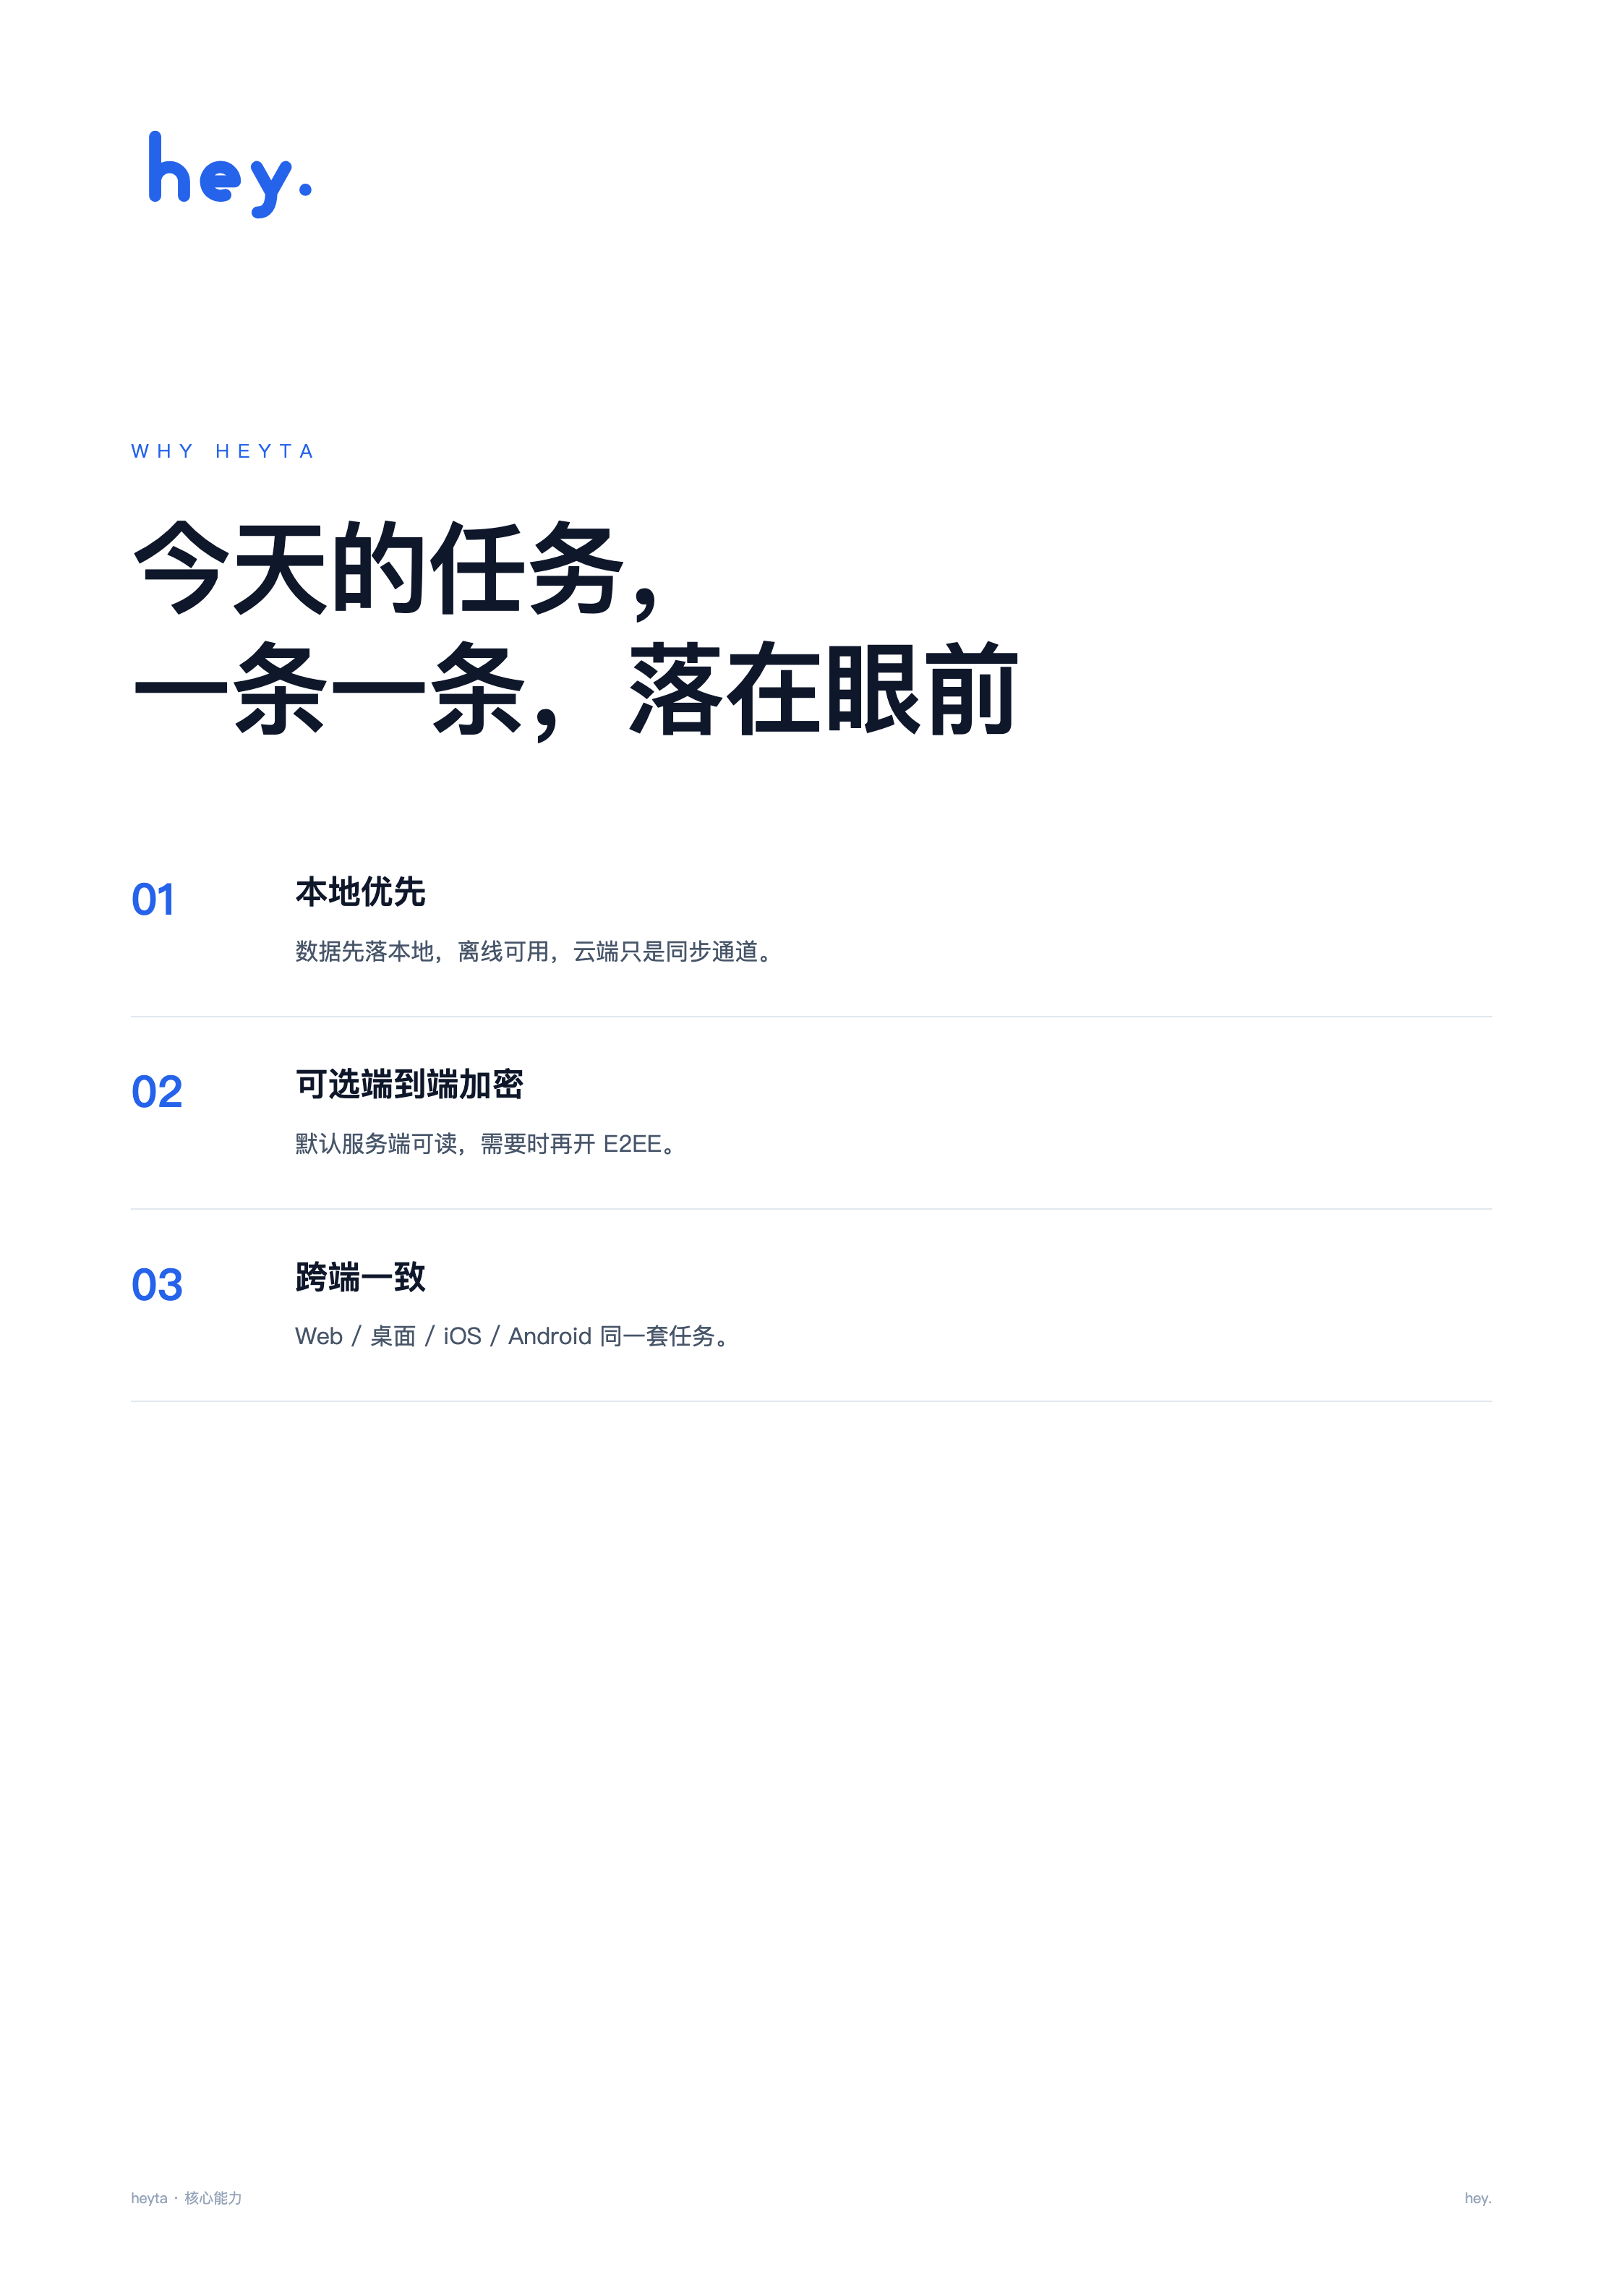 hey.
WHY HEYTA
今天的任务，
一条一条，落在眼前
01
本地优先
数据先落本地，离线可用，云端只是同步通道。
02
可选端到端加密
默认服务端可读，需要时再开 E2EE。
03
跨端一致
Web / 桌面 / iOS / Android 同一套任务。
heyta · 核心能力
hey.